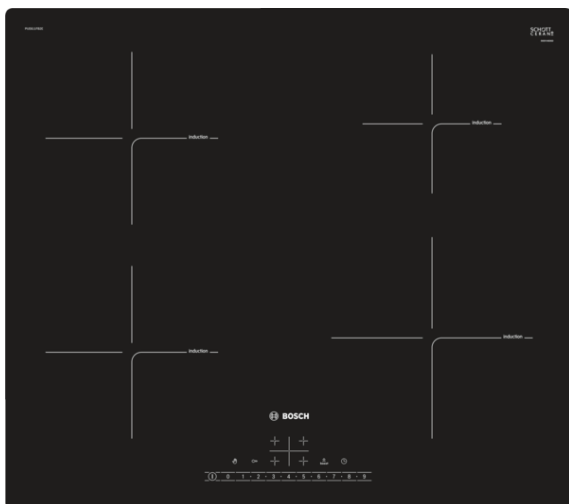 SCHOTT
CERAN®
induction
induction
induction
induction
BOSCH
0 1 · 2 · 3 · 4 · 5 · 6 · 7 · 8 · 9